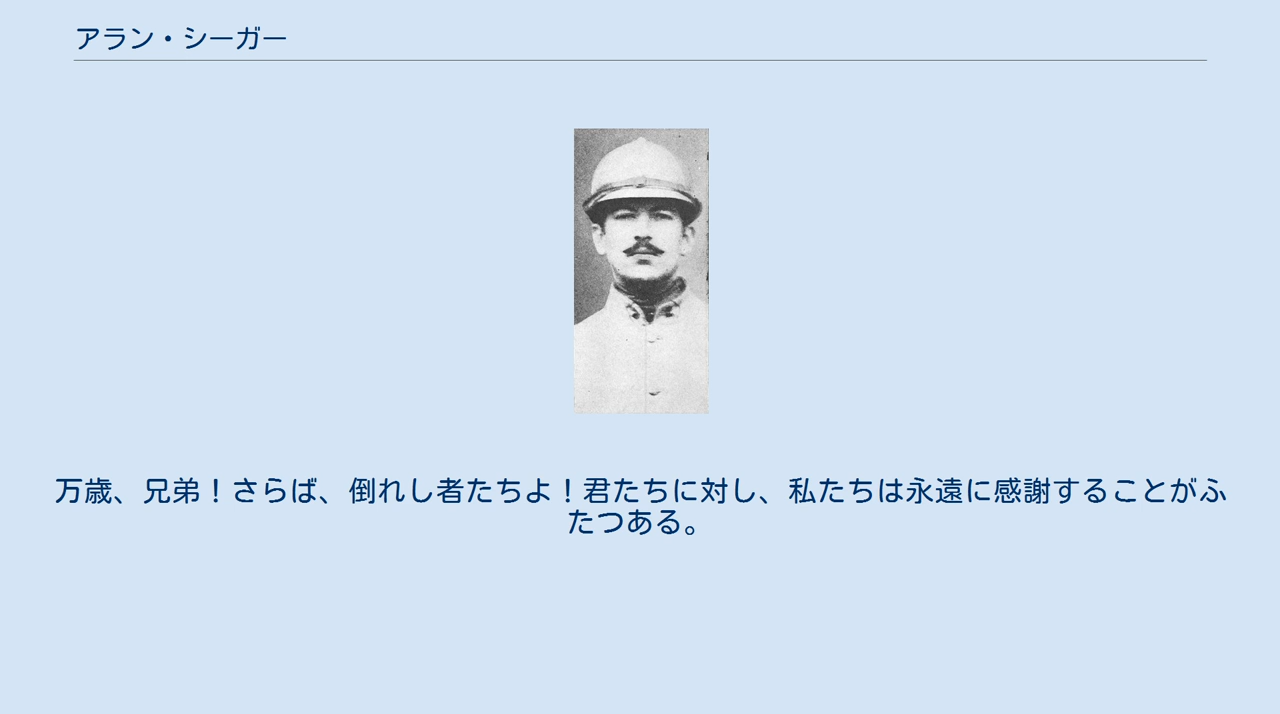 アラン・シーガー
万歳、兄弟！さらば、倒れし者たちよ！君たちに対し、私たちは永遠に感謝することがふ
たつある。